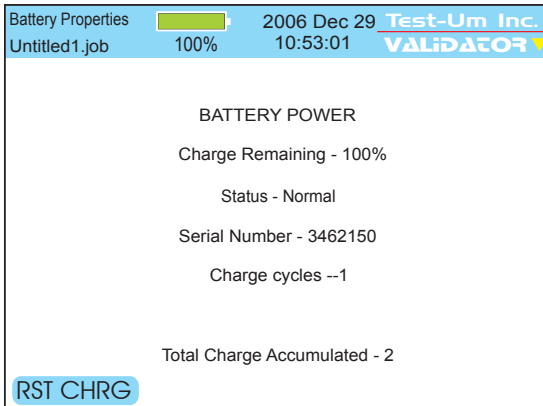 Battery Properties 2006 Dec 29 Test-Um Inc.
Untitled1.job 100% 10:53:01 VALIDATOR
BATTERY POWER
Charge Remaining - 100%
Status - Normal
Serial Number - 3462150
Charge cycles --1
Total Charge Accumulated - 2
RST CHRG